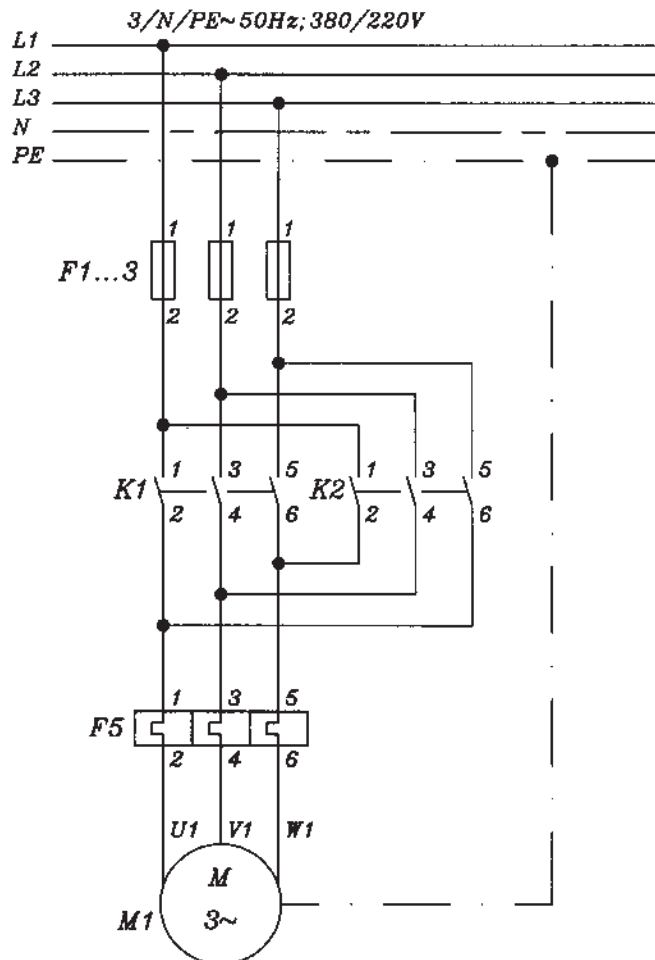 3/N/PE~50Hz; 380/220V
L1
L2
L3
N
PE
1 1 1
F1...3
2 2 2
1 3 5 1 3 5
K1 K2
2 4 6 2 4 6
1 3 5
F5
2 4 6
U1 V1 W1
M
M1 3~